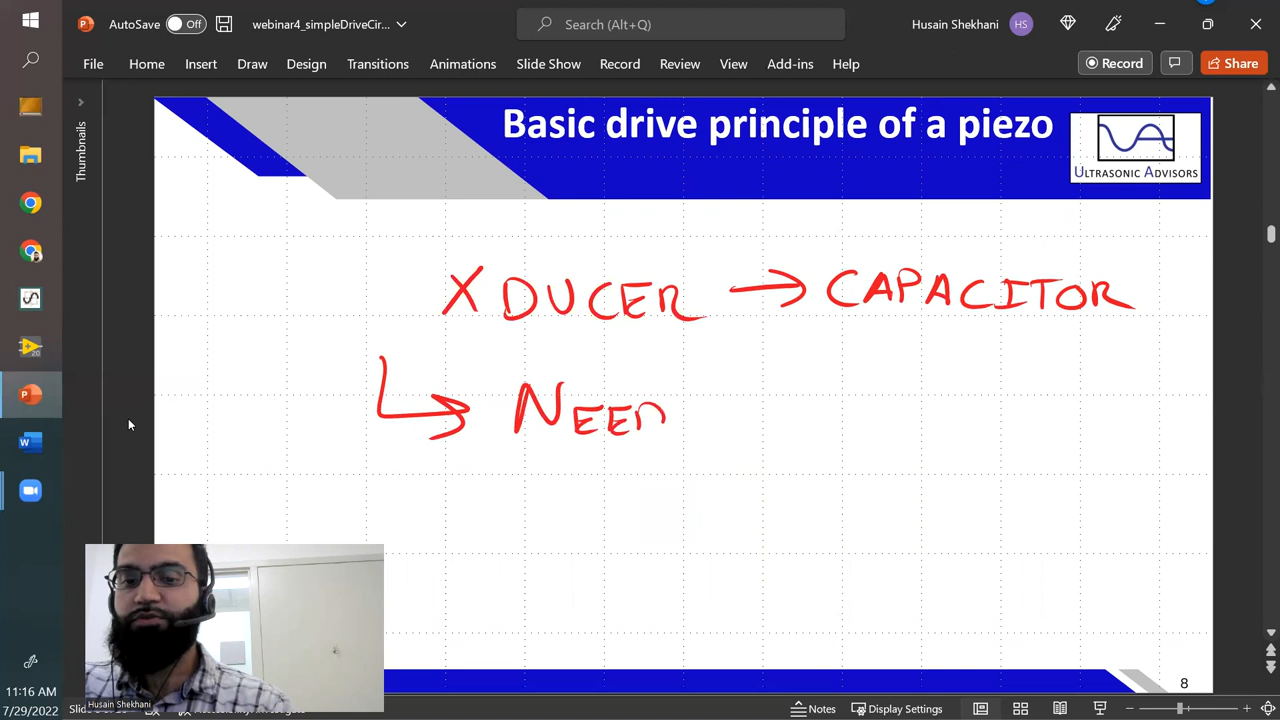 AutoSave Off webinar4_simpleDriveCir... Search (Alt+Q) Husain Shekhani HS
File Home Insert Draw Design Transitions Animations Slide Show Record Review View Add-ins Help Record Share
Thumbnails
Basic drive principle of a piezo
ULTRASONIC ADVISORS
XDUCER → CAPACITOR
NEED
8
Husain Shekhani
11:16 AM
7/29/2022
Notes Display Settings